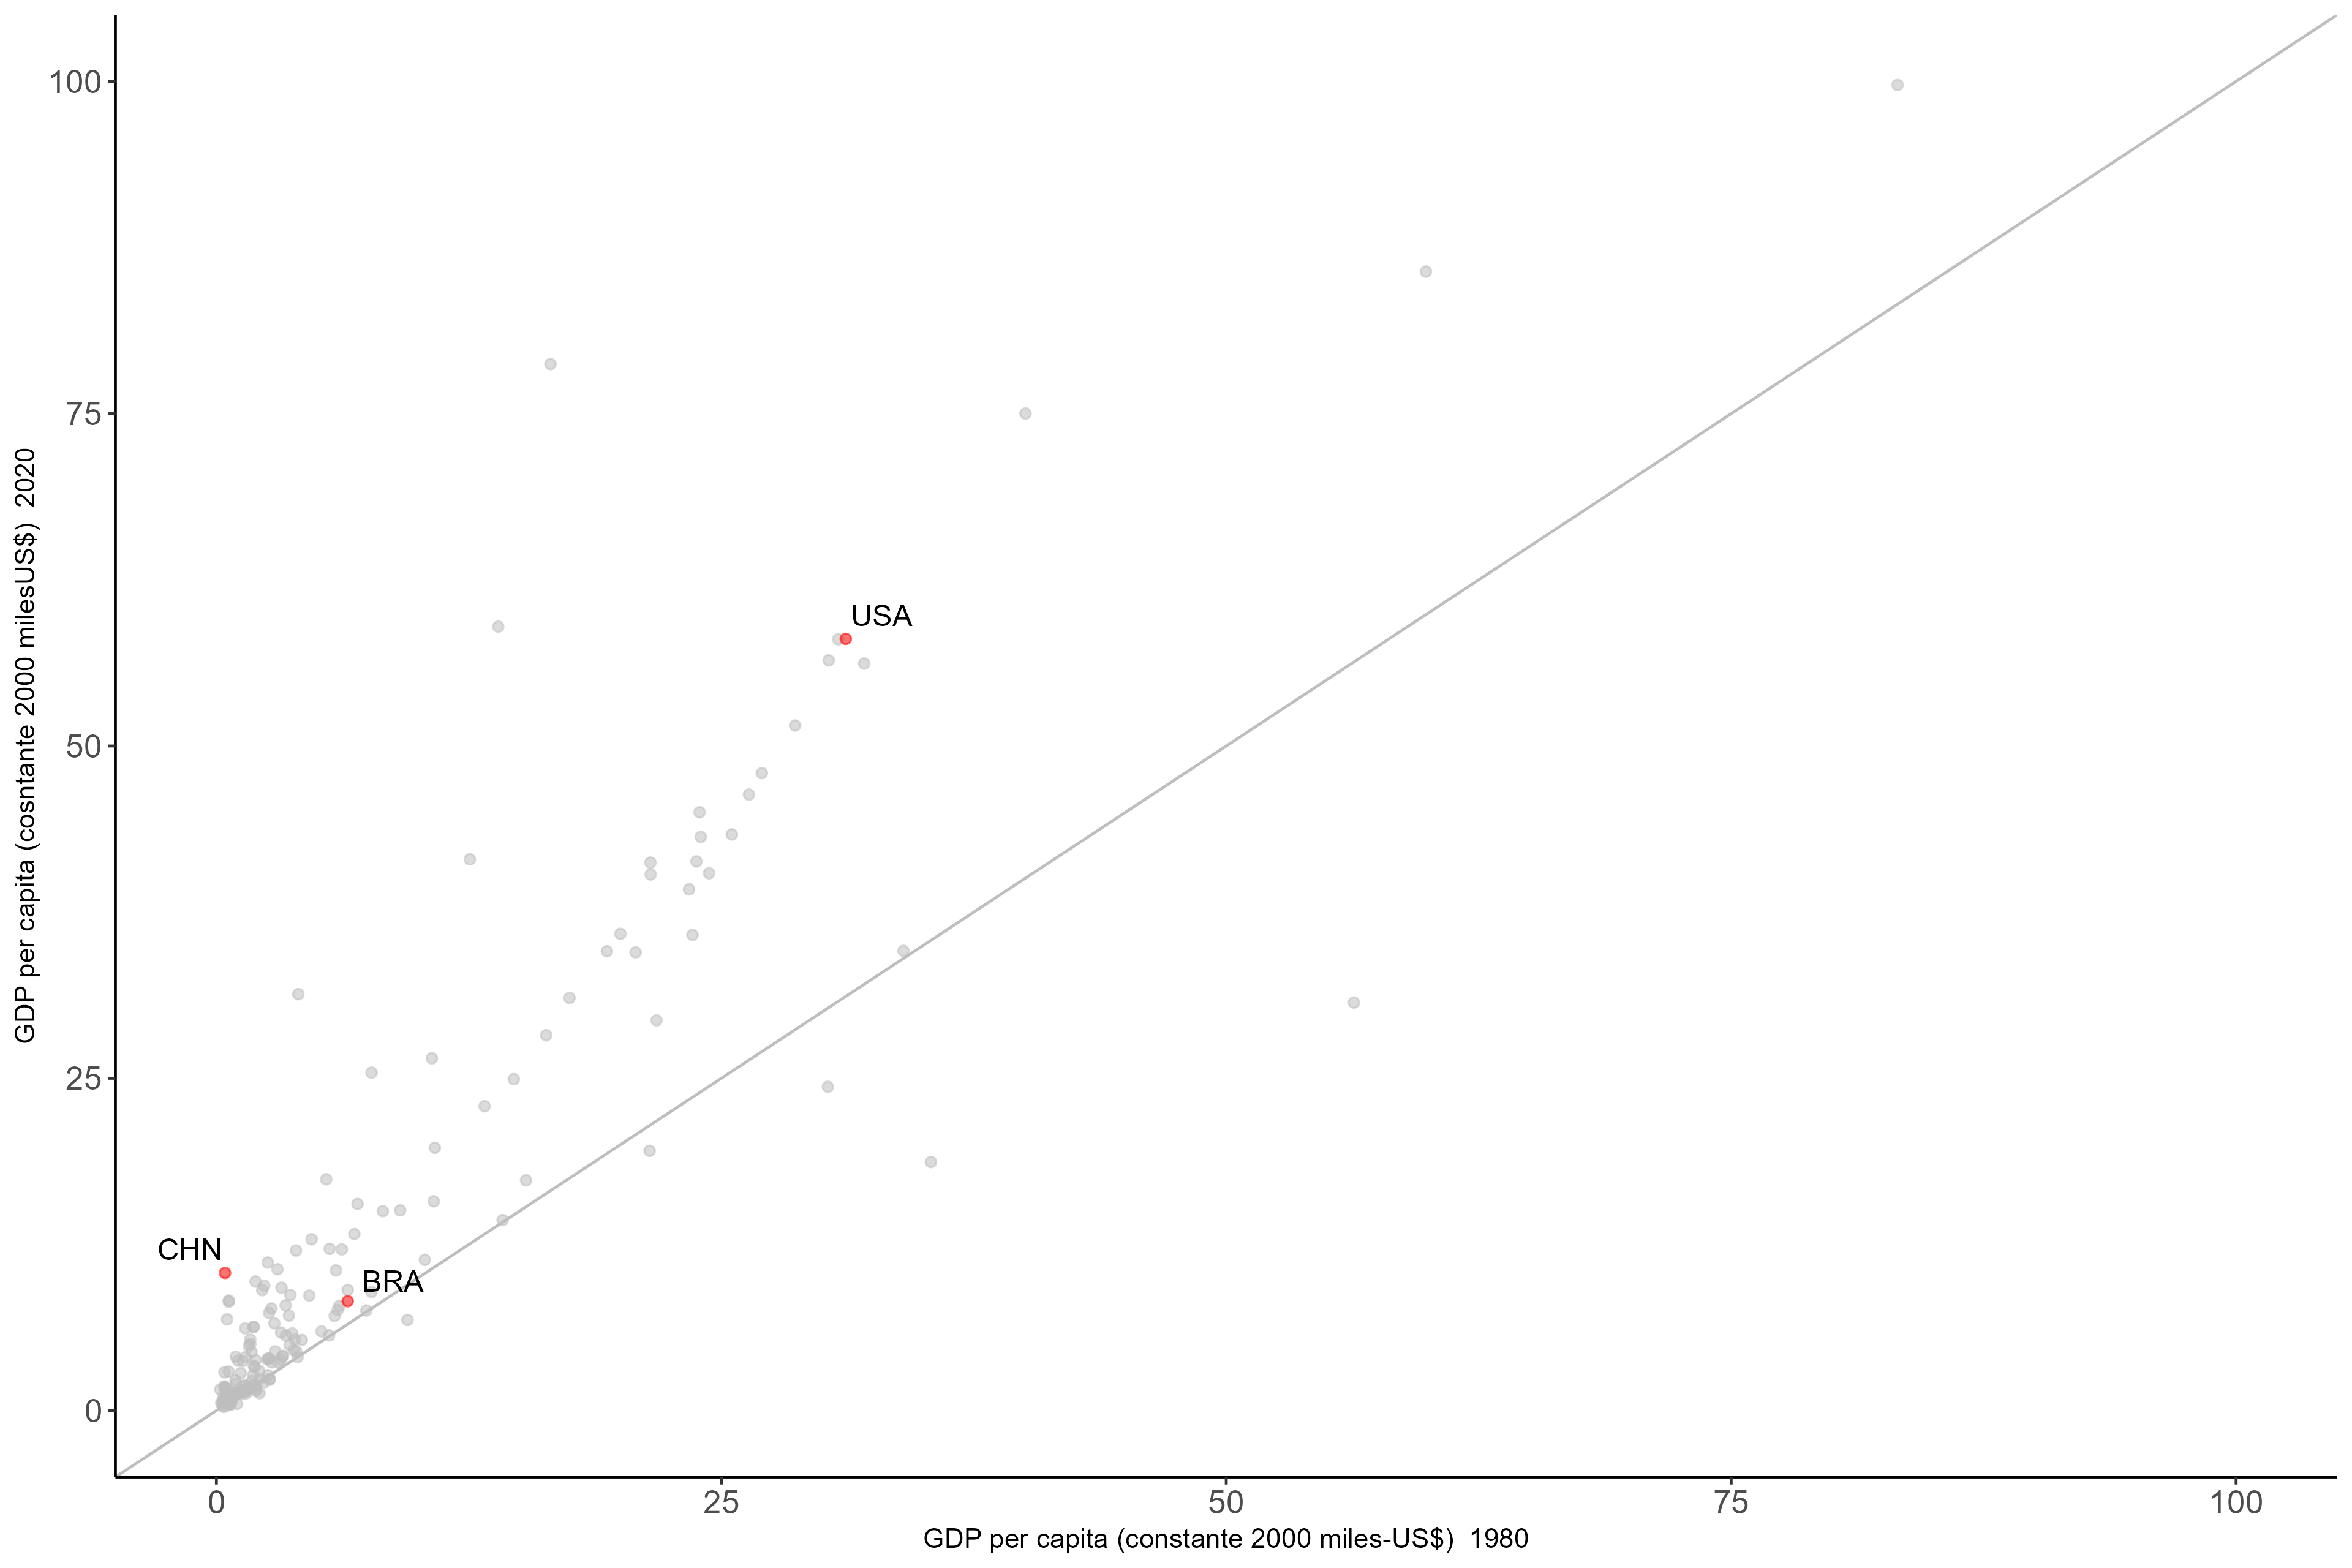 100
75
50
25
0
GDP per capita (cosntante 2000 milesUS$)  2020
USA
CHN
BRA
0 25 50 75 100
GDP per capita (constante 2000 miles-US$)  1980